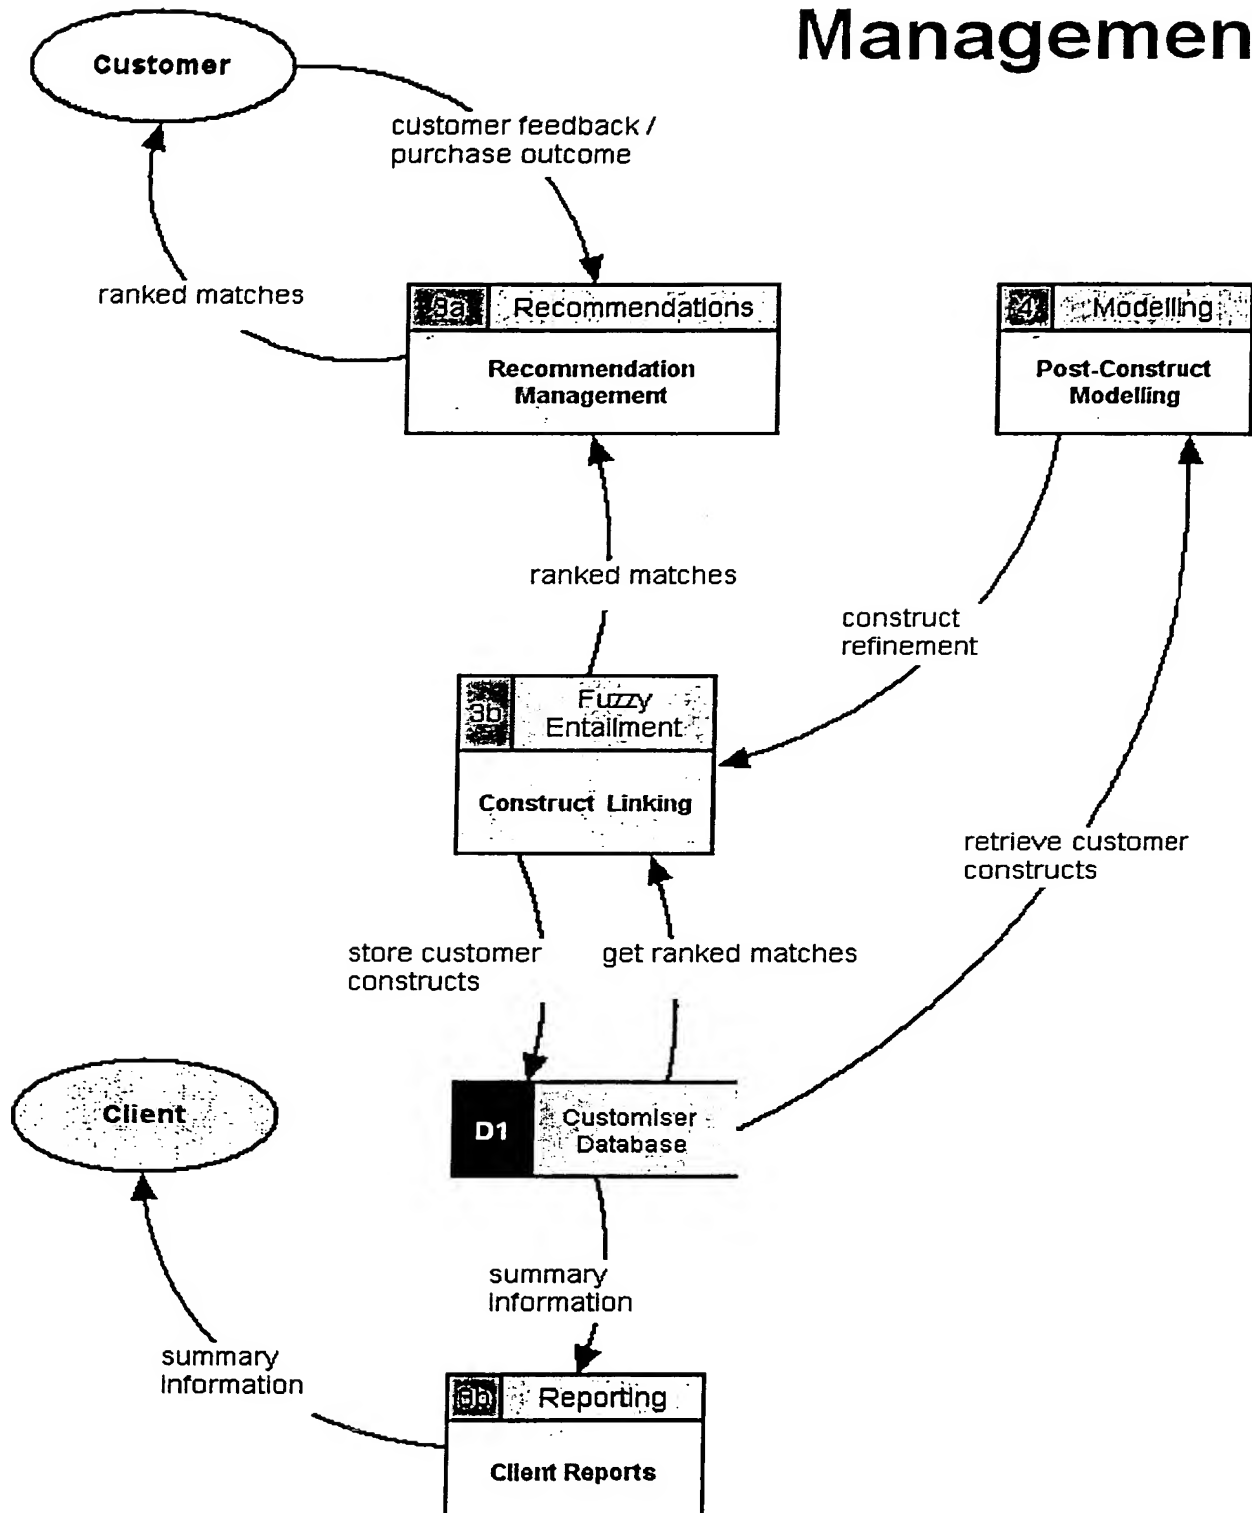 Managemen
Customer
customer feedback /
purchase outcome
ranked matches
Recommendations
Recommendation
Management
4 Modelling
Post-Construct
Modelling
ranked matches
construct
refinement
3b Fuzzy
Entailment
Construct Linking
retrieve customer
constructs
store customer
constructs
get ranked matches
Client
D1 Customiser
Database
summary
Information
summary
Information
Reporting
Client Reports